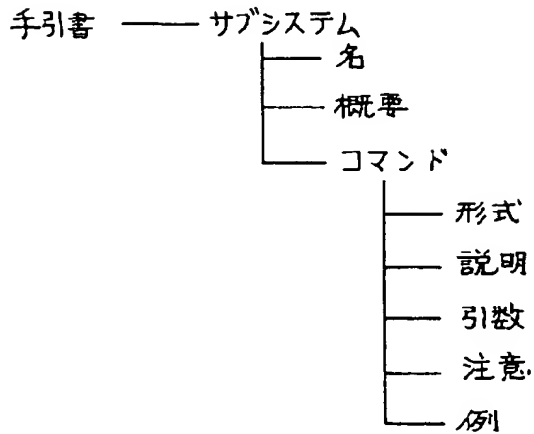 手引書 サブシステム
名
概要
コマンド
形式
説明
引数
注意.
例